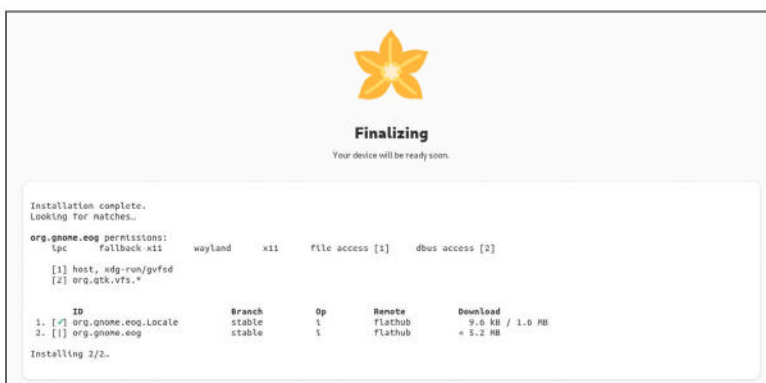 Finalizing
Your device will be ready soon.
Installation complete.
Looking for matches…
org.gnome.eog permissions:
ipc fallback-x11 wayland x11 file access [1] dbus access [2]
[1] host, xdg-run/gvfsd
[2] org.gtk.vfs.*
ID Branch Op Remote Download
1. [✓] org.gnome.eog.Locale stable i flathub 9.6 kB / 1.6 MB
2. [|] org.gnome.eog stable i flathub < 5.2 MB
Installing 2/2…